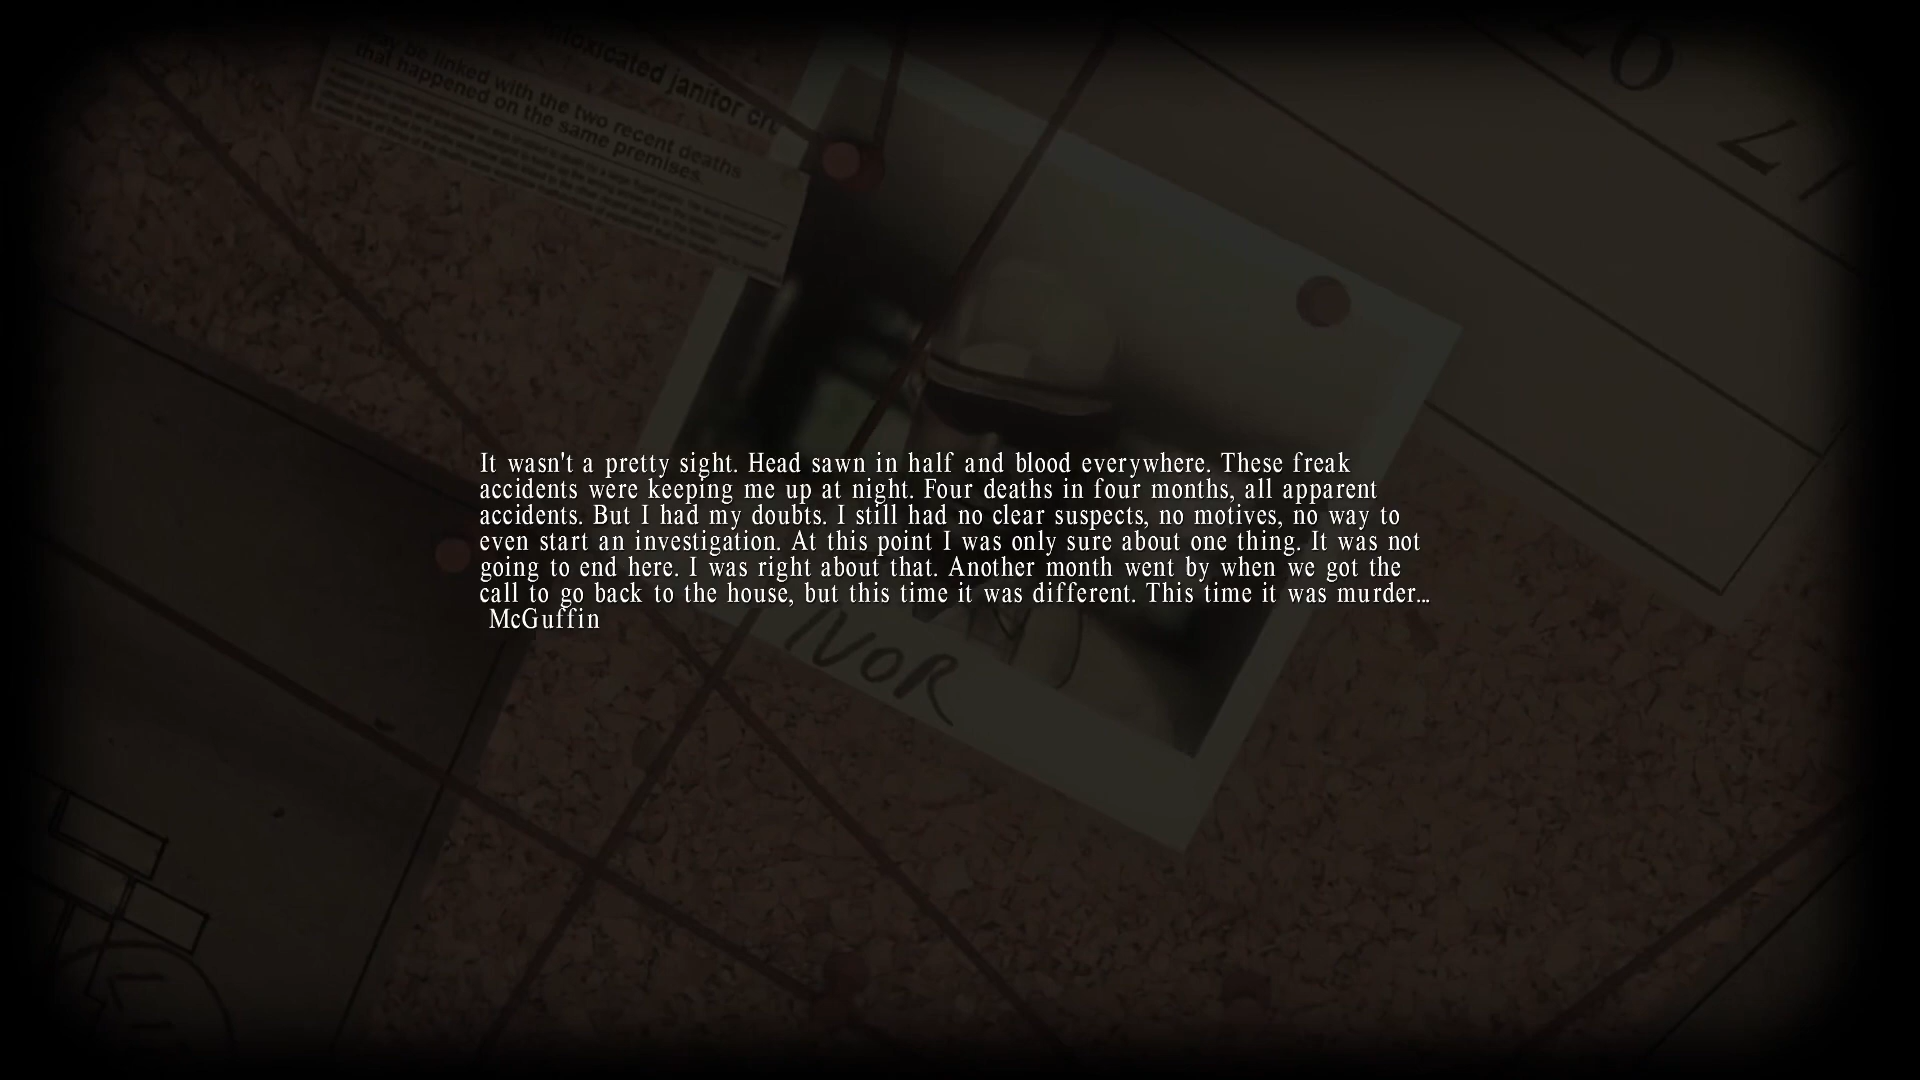 intoxicated janitor
may be linked with the two recent deaths
that happened on the same premises.
It wasn't a pretty sight. Head sawn in half and blood everywhere. These freak
accidents were keeping me up at night. Four deaths in four months, all apparent
accidents. But I had my doubts. I still had no clear suspects, no motives, no way to
even start an investigation. At this point I was only sure about one thing. It was not
going to end here. I was right about that. Another month went by when we got the
call to go back to the house, but this time it was different. This time it was murder...
McGuffin
IVOR